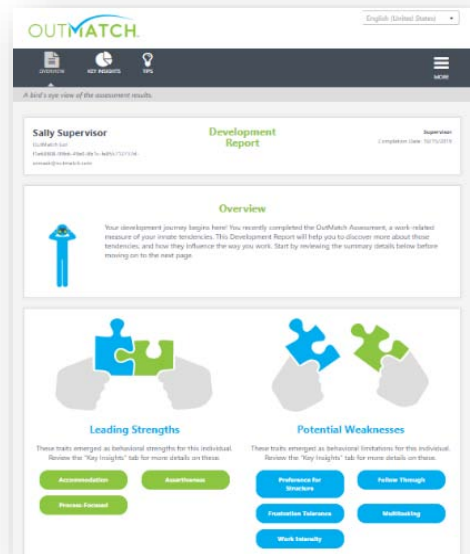 English (United States)
OUTMATCH
OVERVIEW
KEY INSIGHTS
TIPS
MORE
A bird's eye view of the assessment results.
Sally Supervisor
Development
Report
Supervisor
Completion Date:
Overview
Your development journey begins here! You recently completed the OutMatch Assessment, a work-related
measure of your innate tendencies. This Development Report will help you to discover more about those
tendencies, and how they influence the way you work. Start by reviewing the summary details below before
moving on to the next page.
Leading Strengths
These traits emerged as behavioral strengths for this individual.
Review the "Key Insights" tab for more details on these.
Accommodation
Assertiveness
Process-Focused
Potential Weaknesses
These traits emerged as behavioral limitations for this individual.
Review the "Key Insights" tab for more details on these.
Preference for
Structure
Follow Through
Frustration Tolerance
Multitasking
Work Intensity